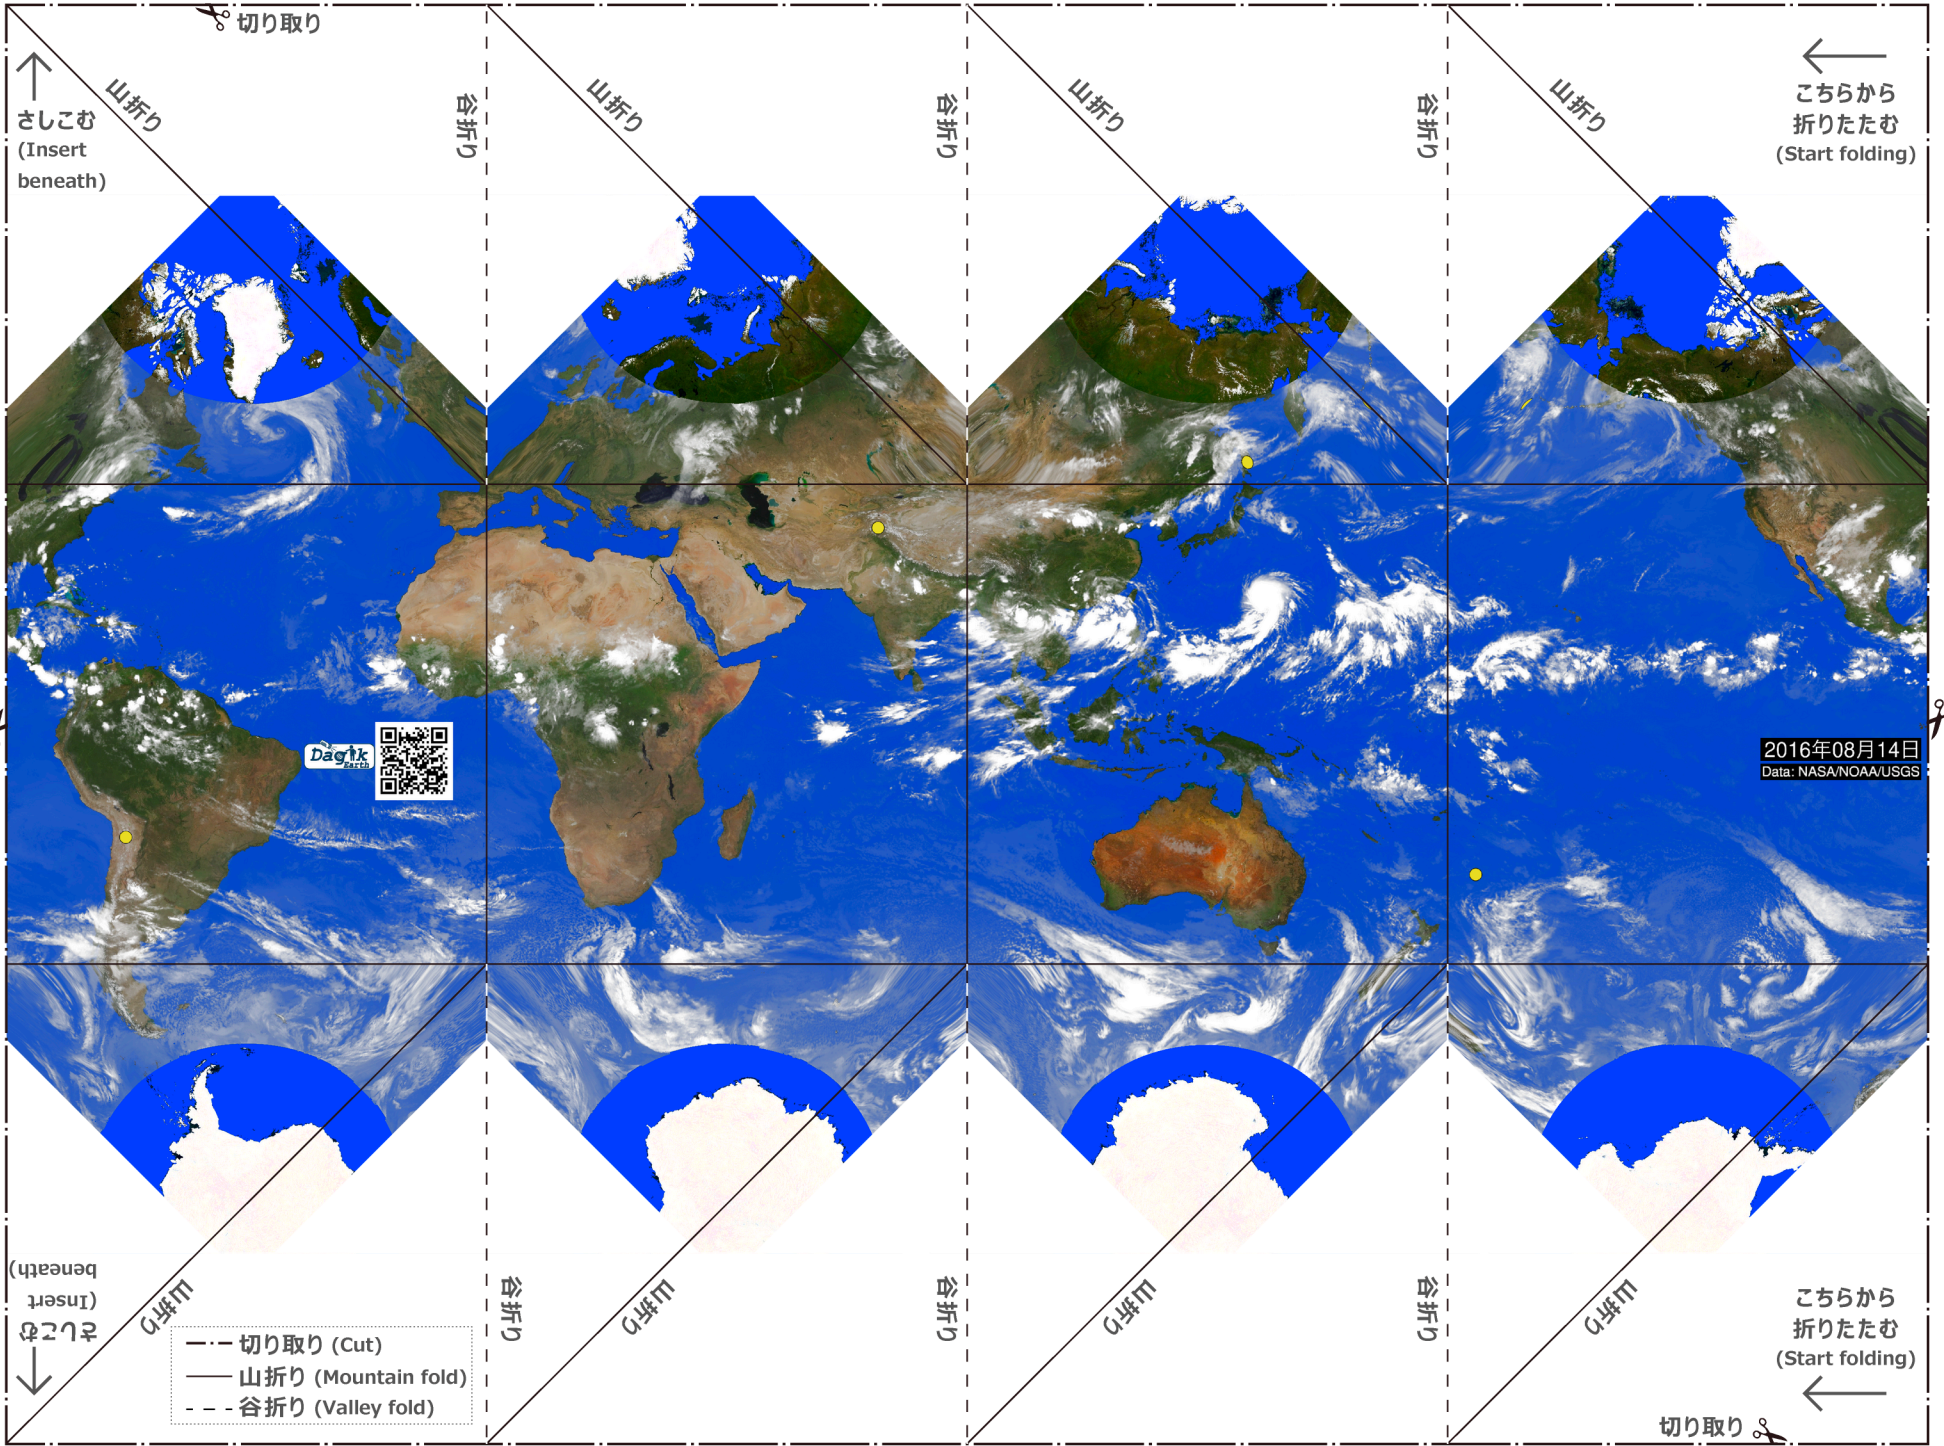 切り取り
さしこむ
(Insert
beneath)
山折り
谷折り
山折り
谷折り
山折り
谷折り
山折り
こちらから
折りたたむ
(Start folding)
Dagik
Earth
2016年08月14日
Data: NASA/NOAA/USGS
さしこむ
(Insert
beneath)
山折り
谷折り
山折り
谷折り
山折り
谷折り
山折り
こちらから
折りたたむ
(Start folding)
切り取り (Cut)
山折り (Mountain fold)
谷折り (Valley fold)
切り取り